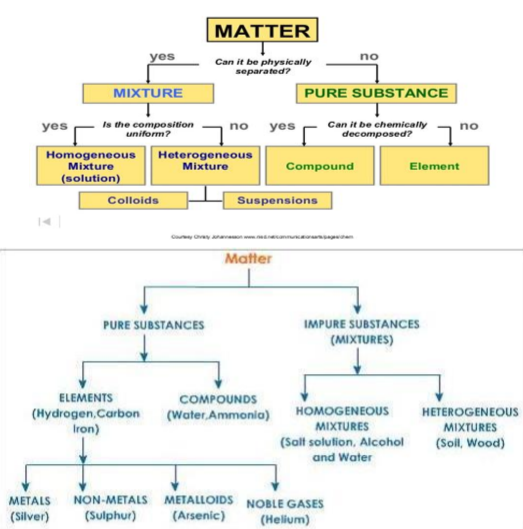 MATTER
yes
Can it be physically
separated?
no
MIXTURE
PURE SUBSTANCE
yes
Is the composition
uniform?
no
yes
Can it be chemically
decomposed?
no
Homogeneous
Mixture
(solution)
Heterogeneous
Mixture
Compound
Element
Colloids
Suspensions
Courtesy Christy Johannesson
Matter
PURE SUBSTANCES
IMPURE SUBSTANCES
(MIXTURES)
ELEMENTS
(Hydrogen,Carbon
Iron)
COMPOUNDS
(Water,Ammonia)
HOMOGENEOUS
MIXTURES
(Salt solution, Alcohol
and Water
HETEROGENEOUS
MIXTURES
(Soil, Wood)
METALS
(Silver)
NON-METALS
(Sulphur)
METALLOIDS
(Arsenic)
NOBLE GASES
(Helium)